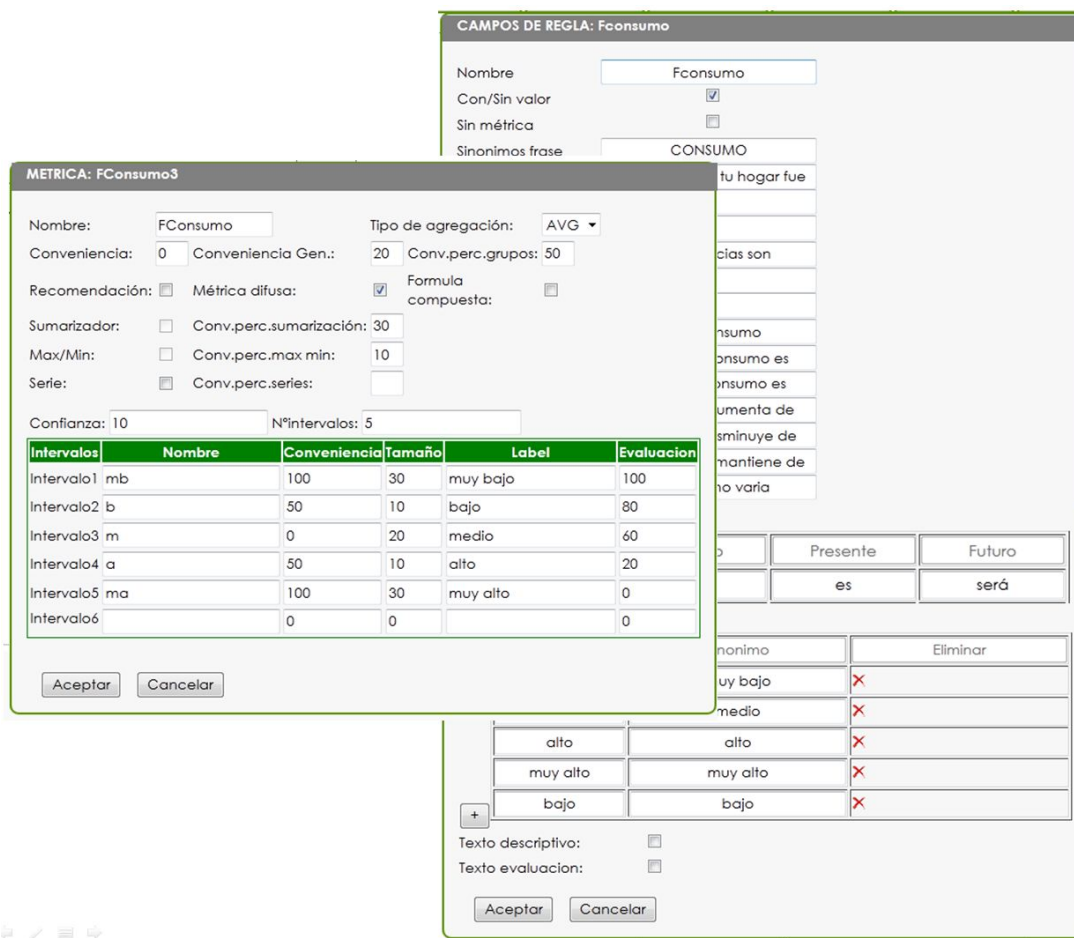 CAMPOS DE REGLA: Fconsumo
Nombre Fconsumo
Con/Sin valor
Sin métrica
Sinonimos frase CONSUMO
tu hogar fue
cias son
nsumo
onsumo es
onsumo es
umenta de
sminuye de
mantiene de
no varia
Presente Futuro
es será
nonimo Eliminar
uy bajo
medio
alto alto
muy alto muy alto
bajo bajo
+
Texto descriptivo:
Texto evaluacion:
Aceptar Cancelar
METRICA: FConsumo3
Nombre: FConsumo Tipo de agregación: AVG
Conveniencia: 0 Conveniencia Gen.: 20 Conv.perc.grupos: 50
Recomendación: Métrica difusa: Formula
compuesta:
Sumarizador: Conv.perc.sumarización: 30
Max/Min: Conv.perc.max min: 10
Serie: Conv.perc.series:
Confianza: 10 Nºintervalos: 5
Intervalos Nombre Conveniencia Tamaño Label Evaluacion
Intervalo1 mb 100 30 muy bajo 100
Intervalo2 b 50 10 bajo 80
Intervalo3 m 0 20 medio 60
Intervalo4 a 50 10 alto 20
Intervalo5 ma 100 30 muy alto 0
Intervalo6 0 0 0
Aceptar Cancelar